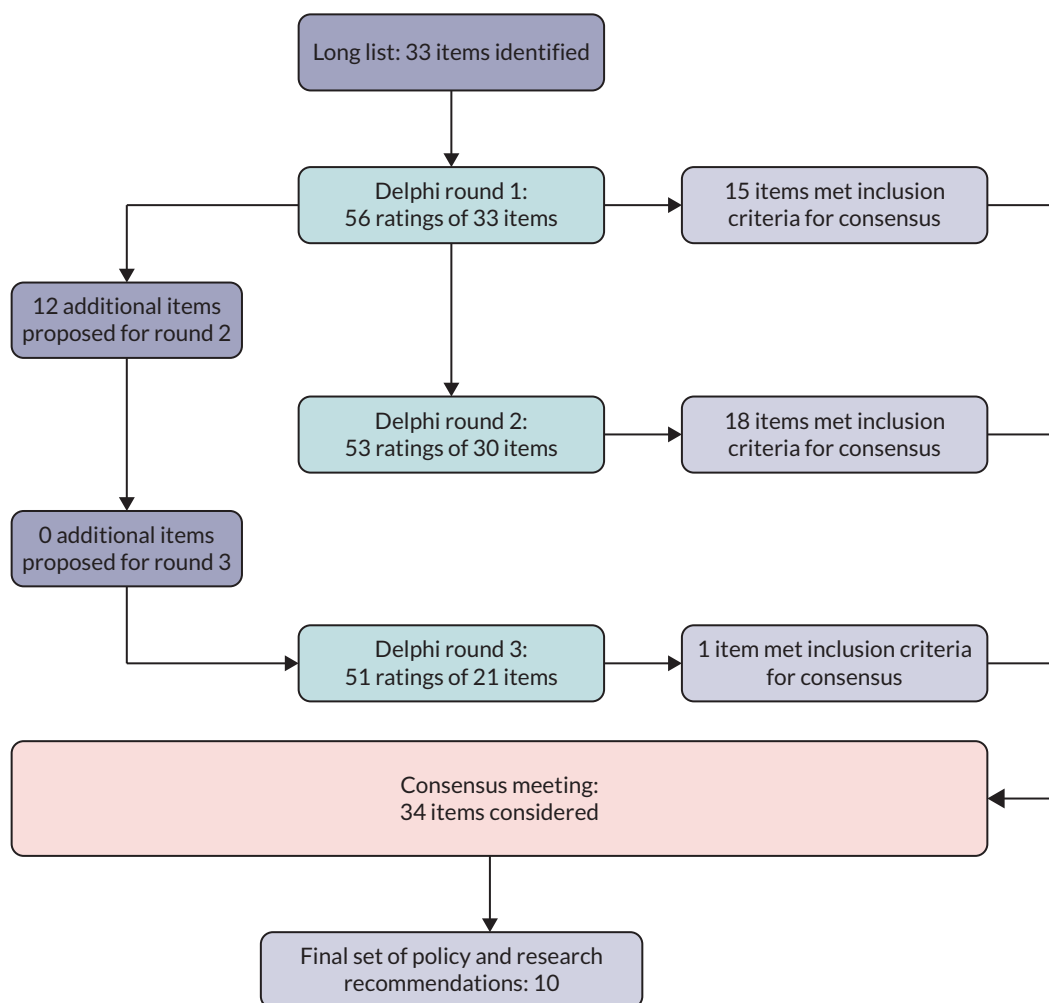 Long list: 33 items identified
Delphi round 1:
56 ratings of 33 items
15 items met inclusion
criteria for consensus
12 additional items
proposed for round 2
Delphi round 2:
53 ratings of 30 items
18 items met inclusion
criteria for consensus
0 additional items
proposed for round 3
Delphi round 3:
51 ratings of 21 items
1 item met inclusion criteria
for consensus
Consensus meeting:
34 items considered
Final set of policy and research
recommendations: 10